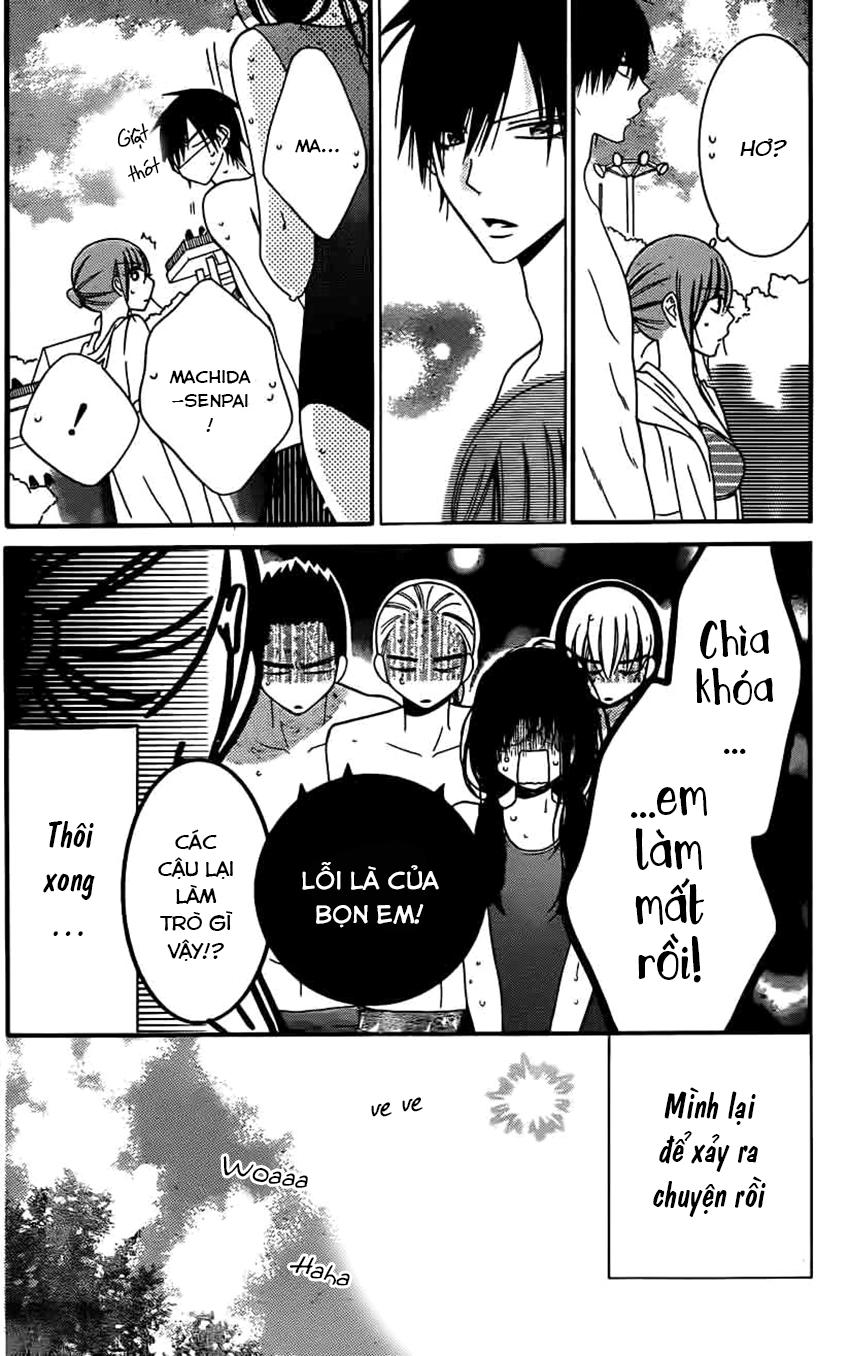 HƠ?
MA...
Giật
thót
MACHIDA
-SENPAI
!
!
Chìa
khóa
...
...em
làm
mất
rồi!
LỖI LÀ CỦA
BỌN EM!
CÁC
CẬU LẠI
LÀM
TRÒ GÌ
VẬY!?
Thôi
xong
...
Mình lại
để xảy ra
chuyện rồi
ve ve
Woaaa
Haha